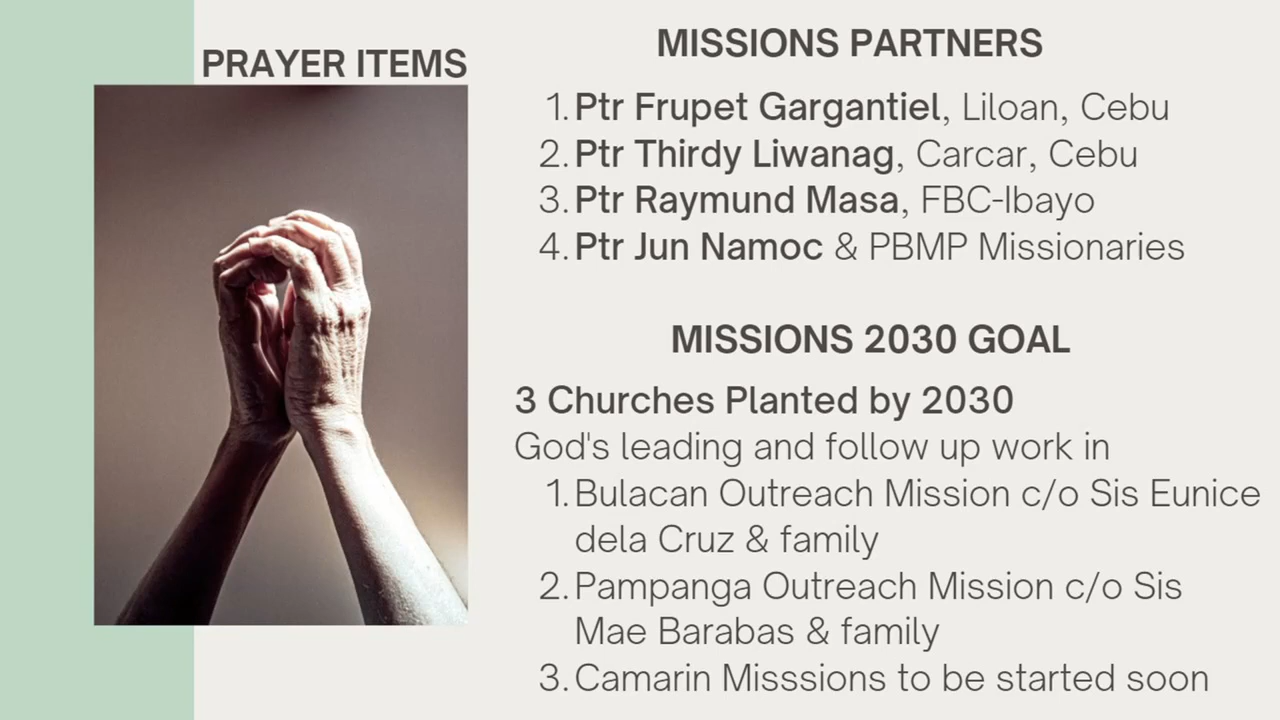 PRAYER ITEMS
MISSIONS PARTNERS
1. Ptr Frupet Gargantiel, Liloan, Cebu
2. Ptr Thirdy Liwanag, Carcar, Cebu
3. Ptr Raymund Masa, FBC-Ibayo
4. Ptr Jun Namoc & PBMP Missionaries
MISSIONS 2030 GOAL
3 Churches Planted by 2030
God's leading and follow up work in
1. Bulacan Outreach Mission c/o Sis Eunice
dela Cruz & family
2. Pampanga Outreach Mission c/o Sis
Mae Barabas & family
3. Camarin Misssions to be started soon